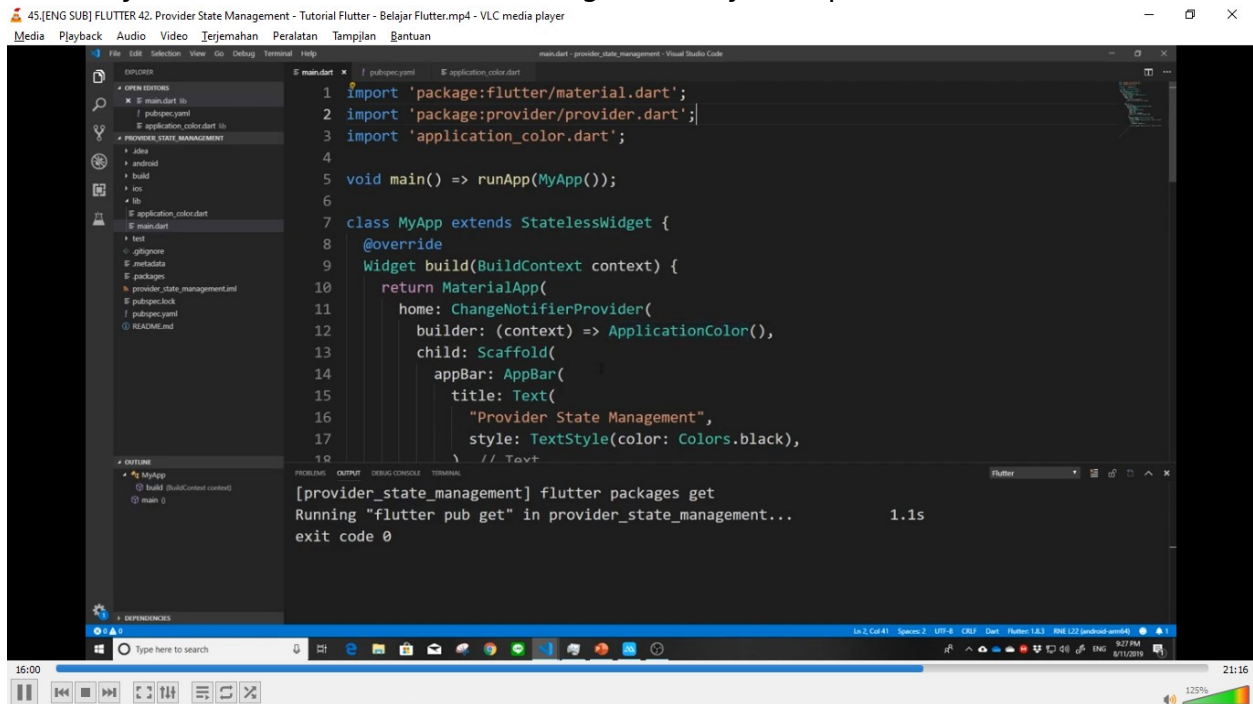 45.[ENG SUB] FLUTTER 42. Provider State Management - Tutorial Flutter - Belajar Flutter.mp4 - VLC media player
Media Playback Audio Video Terjemahan Peralatan Tampilan Bantuan
File Edit Selection View Go Debug Terminal Help
main.dart - provider_state_management - Visual Studio Code
EXPLORER
OPEN EDITORS
main.dart lib
pubspec.yaml
application_color.dart lib
PROVIDER_STATE_MANAGEMENT
.idea
android
build
ios
lib
application_color.dart
main.dart
test
.gitignore
.metadata
.packages
provider_state_management.iml
pubspec.lock
pubspec.yaml
README.md
OUTLINE
MyApp
build (BuildContext context)
main ()
DEPENDENCIES
main.dart pubspec.yaml application_color.dart
1 import 'package:flutter/material.dart';
2 import 'package:provider/provider.dart';
3 import 'application_color.dart';
4
5 void main() => runApp(MyApp());
6
7 class MyApp extends StatelessWidget {
8 @override
9 Widget build(BuildContext context) {
10 return MaterialApp(
11 home: ChangeNotifierProvider(
12 builder: (context) => ApplicationColor(),
13 child: Scaffold(
14 appBar: AppBar(
15 title: Text(
16 "Provider State Management",
17 style: TextStyle(color: Colors.black),
18 ) // Text
PROBLEMS OUTPUT DEBUG CONSOLE TERMINAL
Flutter
[provider_state_management] flutter packages get
Running "flutter pub get" in provider_state_management... 1.1s
exit code 0
0 0
Ln 2, Col 41 Spaces: 2 UTF-8 CRLF Dart Flutter: 1.8.3 RNE L22 (android-arm64) 1
Type here to search
ENG
9:27 PM
8/11/2019
16:00
21:16
125%